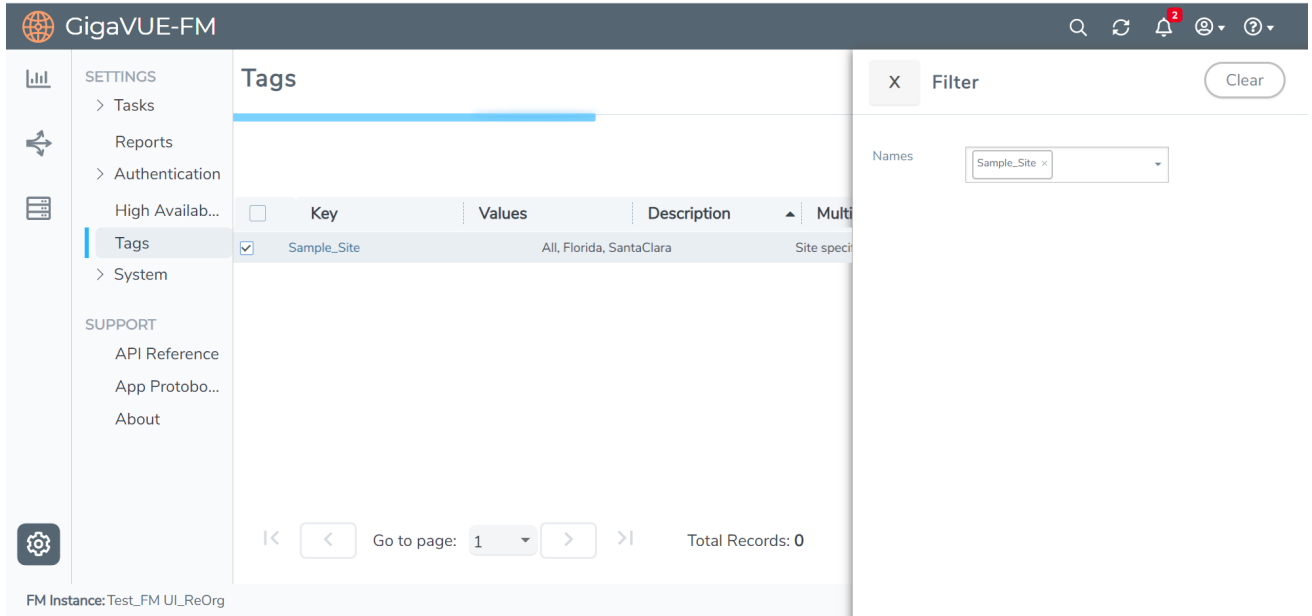 GigaVUE-FM
2
SETTINGS
Tasks
Reports
Authentication
High Availab...
Tags
System
SUPPORT
API Reference
App Protobo...
About
Tags
Key Values Description Multi
Sample_Site All, Florida, SantaClara Site specif
Go to page: 1 Total Records: 0
X Filter Clear
Names Sample_Site ×
FM Instance: Test_FM UI_ReOrg